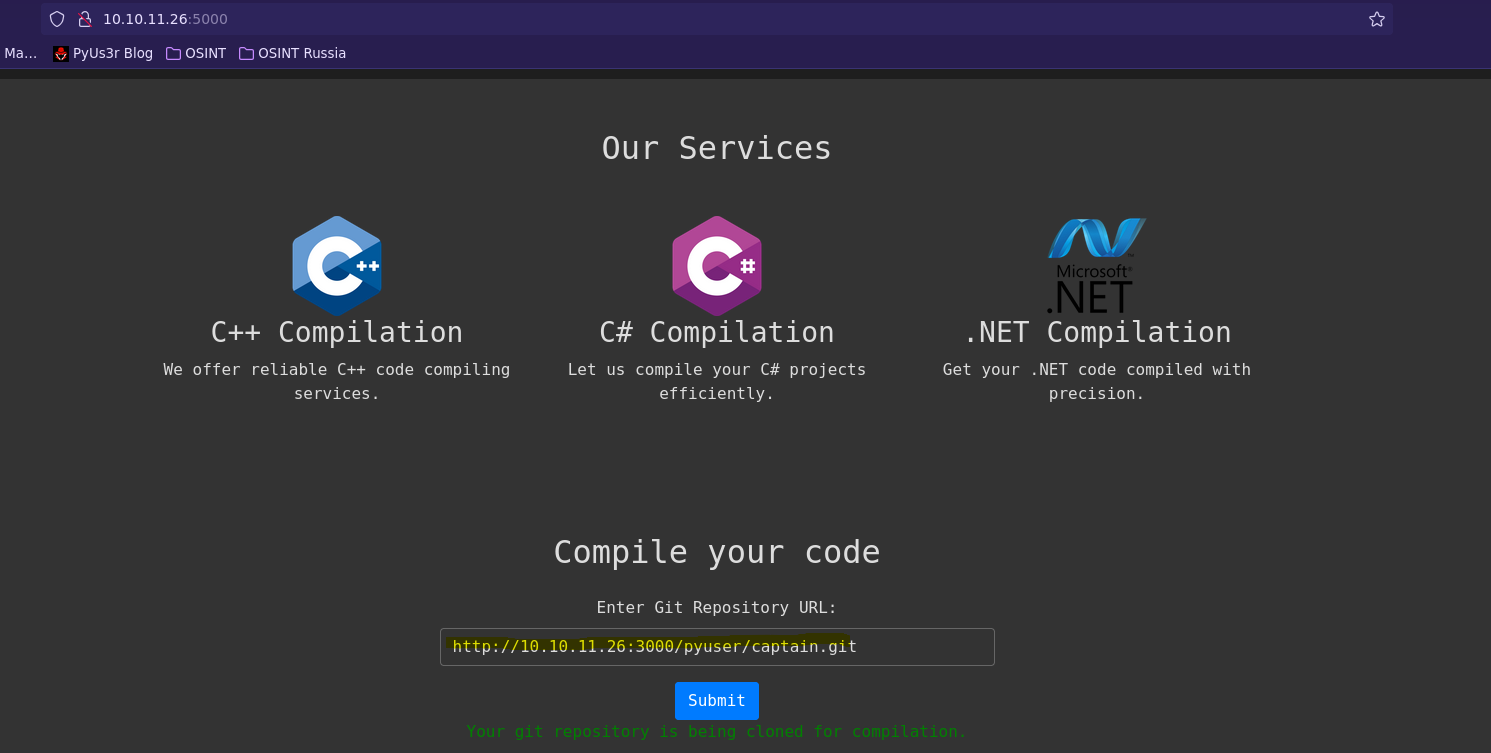 10.10.11.26:5000
Ma... PyUs3r Blog OSINT OSINT Russia
Our Services
C++ C# Microsoft®
.NET
C++ Compilation C# Compilation .NET Compilation
We offer reliable C++ code compiling Let us compile your C# projects Get your .NET code compiled with
services. efficiently. precision.
Compile your code
Enter Git Repository URL:
http://10.10.11.26:3000/pyuser/captain.git
Submit
Your git repository is being cloned for compilation.